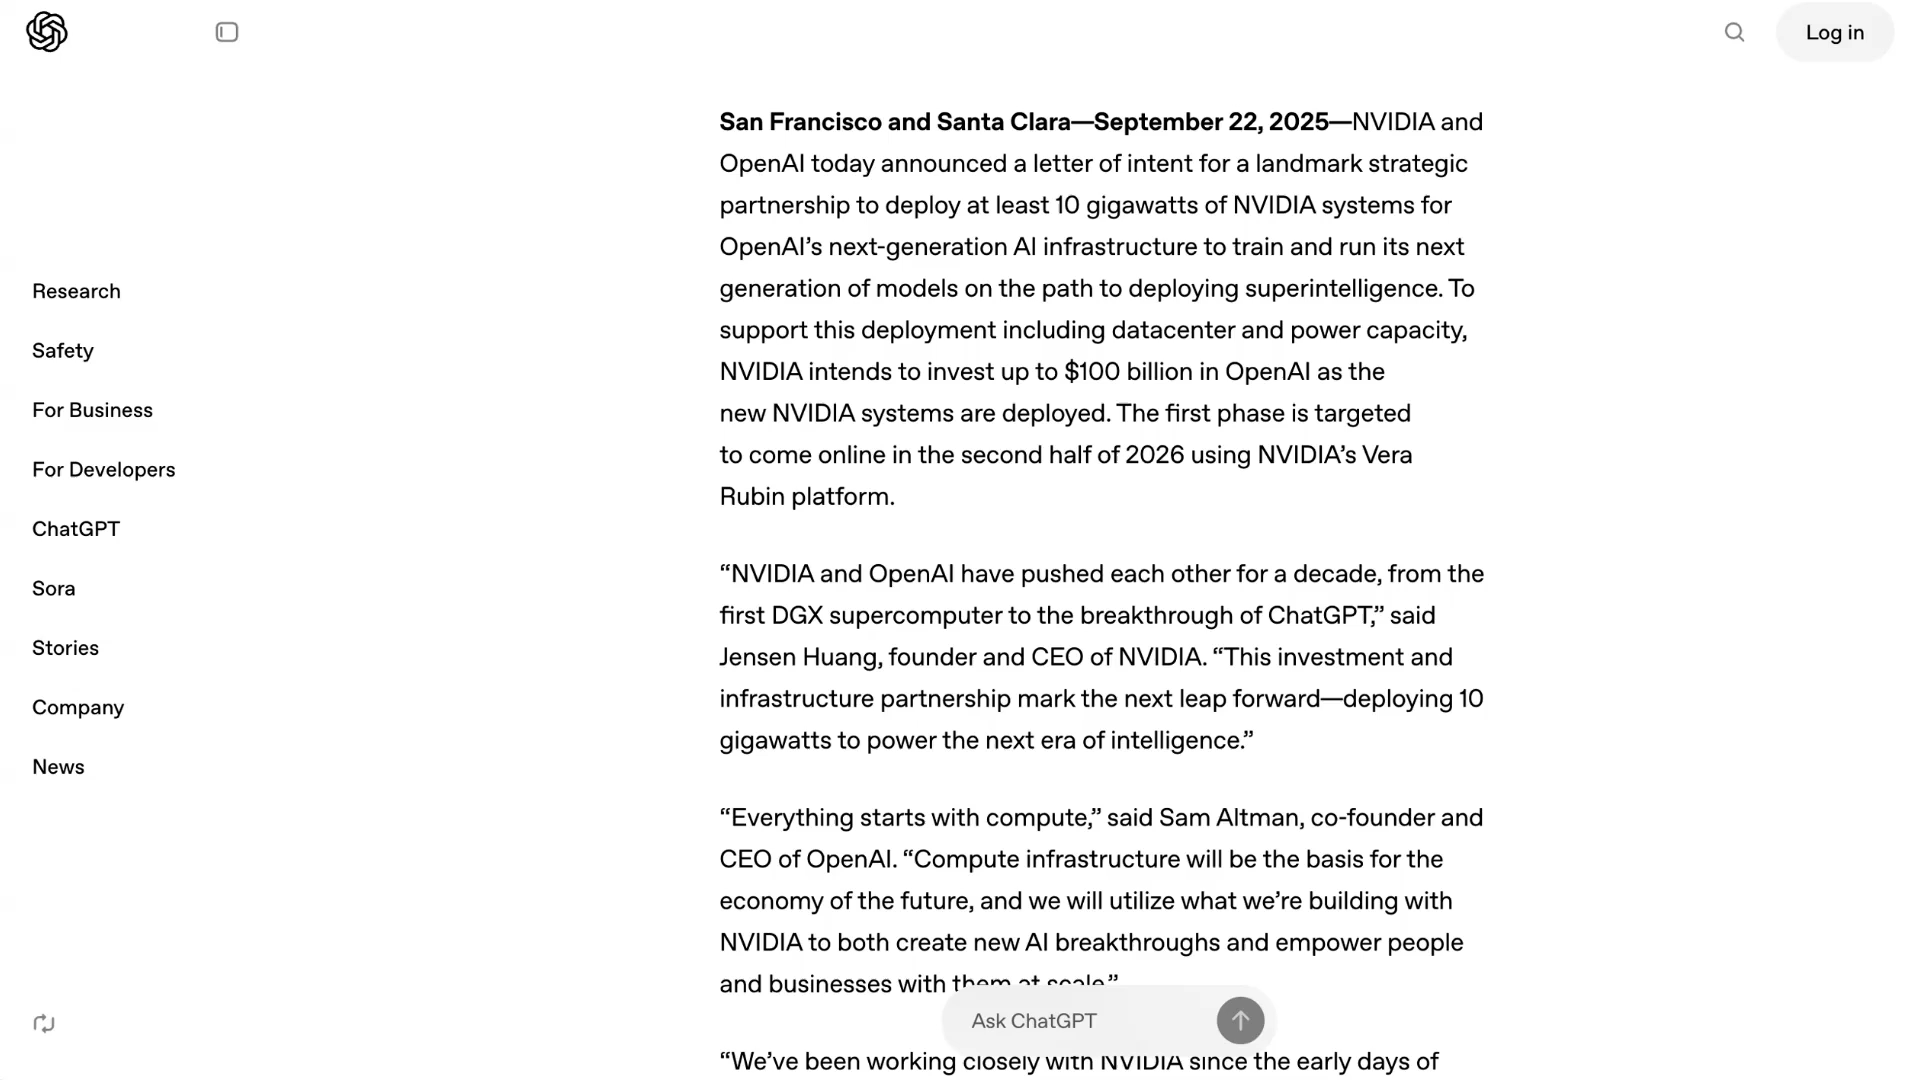 Log in
San Francisco and Santa Clara—September 22, 2025—NVIDIA and
OpenAI today announced a letter of intent for a landmark strategic
partnership to deploy at least 10 gigawatts of NVIDIA systems for
OpenAI’s next-generation AI infrastructure to train and run its next
generation of models on the path to deploying superintelligence. To
support this deployment including datacenter and power capacity,
NVIDIA intends to invest up to $100 billion in OpenAI as the
new NVIDIA systems are deployed. The first phase is targeted
to come online in the second half of 2026 using NVIDIA’s Vera
Rubin platform.
“NVIDIA and OpenAI have pushed each other for a decade, from the
first DGX supercomputer to the breakthrough of ChatGPT,” said
Jensen Huang, founder and CEO of NVIDIA. “This investment and
infrastructure partnership mark the next leap forward—deploying 10
gigawatts to power the next era of intelligence.”
“Everything starts with compute,” said Sam Altman, co-founder and
CEO of OpenAI. “Compute infrastructure will be the basis for the
economy of the future, and we will utilize what we’re building with
NVIDIA to both create new AI breakthroughs and empower people
and businesses with them at scale.”
“We’ve been working closely with NVIDIA since the early days of
Research
Safety
For Business
For Developers
ChatGPT
Sora
Stories
Company
News
Ask ChatGPT